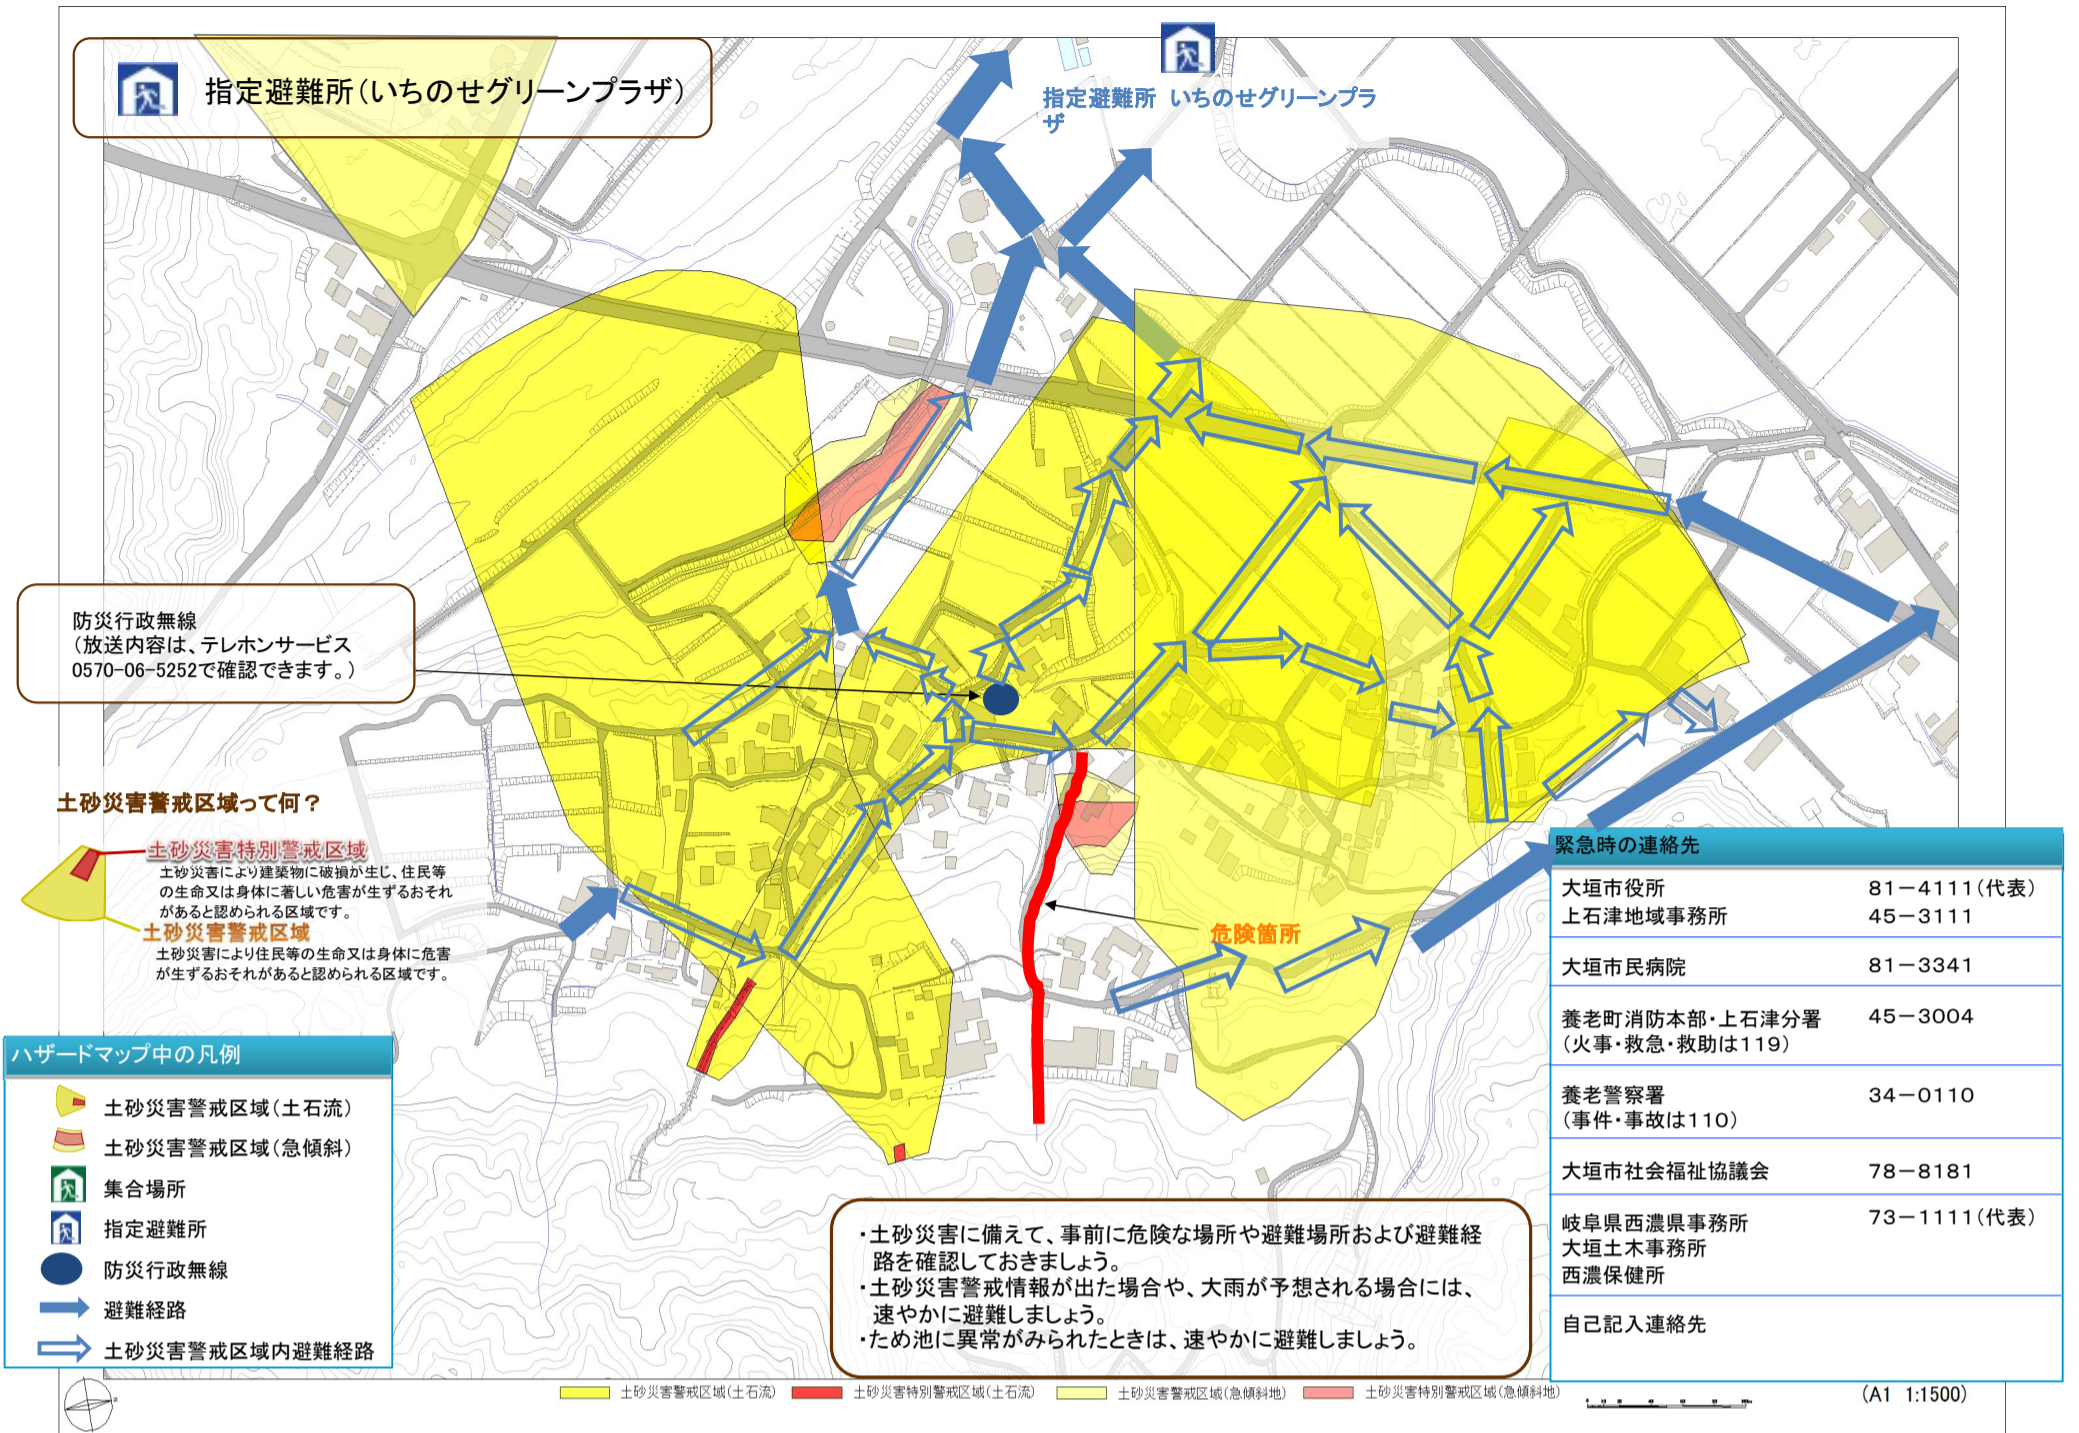 指定避難所(いちのせグリーンプラザ)
指定避難所 いちのせグリーンプラ
ザ
防災行政無線
(放送内容は、テレホンサービス
0570-06-5252で確認できます。)
土砂災害警戒区域って何？
土砂災害特別警戒区域
土砂災害により建築物に破損が生じ、住民等
の生命又は身体に著しい危害が生ずるおそれ
があると認められる区域です。
土砂災害警戒区域
土砂災害により住民等の生命又は身体に危害
が生ずるおそれがあると認められる区域です。
危険箇所
ハザードマップ中の凡例
土砂災害警戒区域(土石流)
土砂災害警戒区域(急傾斜)
集合場所
指定避難所
防災行政無線
避難経路
土砂災害警戒区域内避難経路
・土砂災害に備えて、事前に危険な場所や避難場所および避難経
路を確認しておきましょう。
・土砂災害警戒情報が出た場合や、大雨が予想される場合には、
速やかに避難しましょう。
・ため池に異常がみられたときは、速やかに避難しましょう。
緊急時の連絡先
大垣市役所 81－4111(代表)
上石津地域事務所 45－3111
大垣市民病院 81－3341
養老町消防本部・上石津分署 45－3004
(火事・救急・救助は119)
養老警察署 34－0110
(事件・事故は110)
大垣市社会福祉協議会 78－8181
岐阜県西濃県事務所 73－1111(代表)
大垣土木事務所
西濃保健所
自己記入連絡先
土砂災害警戒区域(土石流) 土砂災害特別警戒区域(土石流) 土砂災害警戒区域(急傾斜地) 土砂災害特別警戒区域(急傾斜地)
(A1 1:1500)